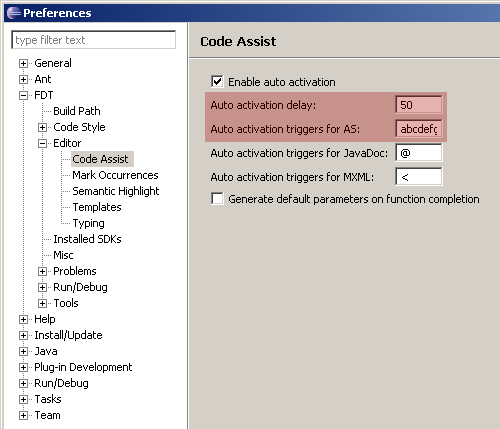 Preferences
type filter text
General
Ant
FDT
Build Path
Code Style
Editor
Code Assist
Mark Occurrences
Semantic Highlight
Templates
Typing
Installed SDKs
Misc
Problems
Run/Debug
Tools
Help
Install/Update
Java
Plug-in Development
Run/Debug
Tasks
Team
Code Assist
Enable auto activation
Auto activation delay: 50
Auto activation triggers for AS: abcdefg
Auto activation triggers for JavaDoc: @
Auto activation triggers for MXML: <
Generate default parameters on function completion